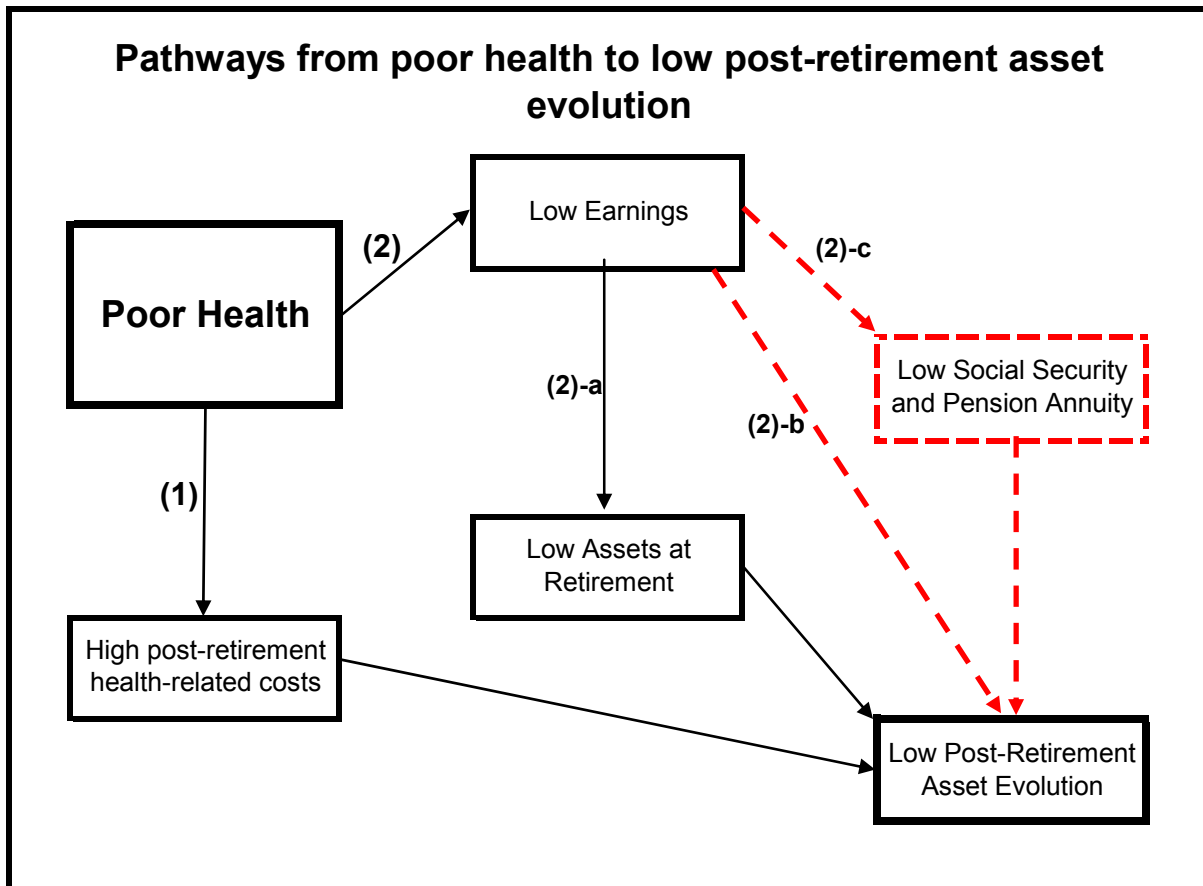 Pathways from poor health to low post-retirement asset
evolution
Low Earnings
(2)
(2)-c
Poor Health
Low Social Security
and Pension Annuity
(2)-a
(2)-b
(1)
Low Assets at
Retirement
High post-retirement
health-related costs
Low Post-Retirement
Asset Evolution